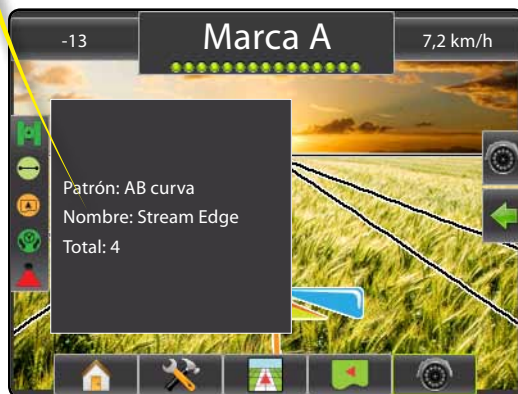 -13
Marca A
7,2 km/h
Patrón: AB curva
Nombre: Stream Edge
Total: 4